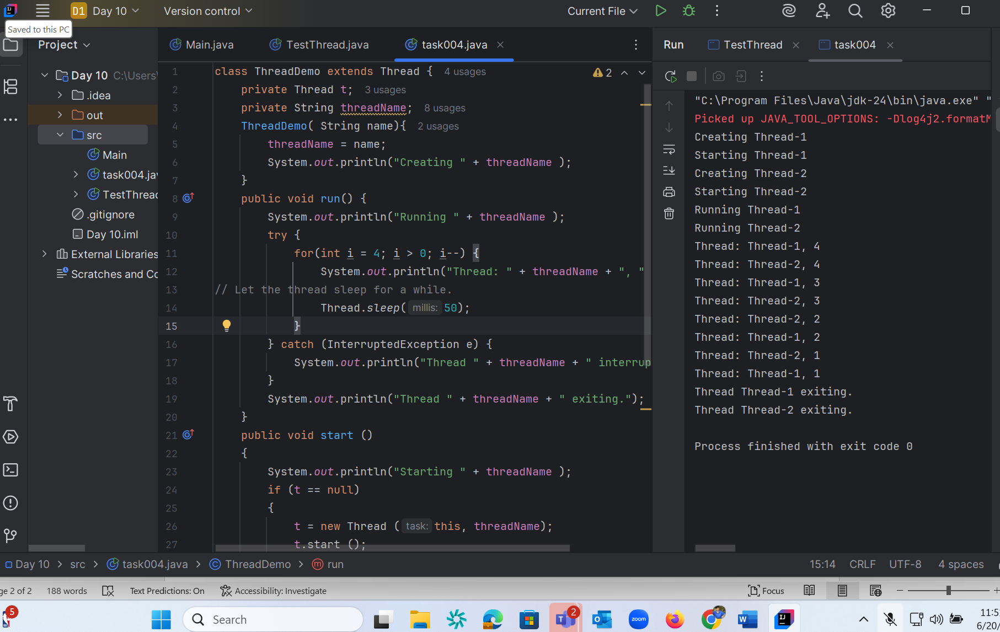 D1 Day 10 Version control Current File
Saved to this PC
Project
Main.java TestThread.java task004.java
Run TestThread task004
Day 10 C:\Users\
.idea
out
src
Main
task004.jav
TestThread
.gitignore
Day 10.iml
External Libraries
Scratches and Co
2
1 class ThreadDemo extends Thread { 4 usages
2 private Thread t; 3 usages
3 private String threadName; 8 usages
4 ThreadDemo( String name){ 2 usages
5 threadName = name;
6 System.out.println("Creating " + threadName );
7 }
8 public void run() {
9 System.out.println("Running " + threadName );
10 try {
11 for(int i = 4; i > 0; i--) {
12 System.out.println("Thread: " + threadName + ", "
13 // Let the thread sleep for a while.
14 Thread.sleep( millis: 50);
15 }
16 } catch (InterruptedException e) {
17 System.out.println("Thread " + threadName + " interrup
18 }
19 System.out.println("Thread " + threadName + " exiting.");
20 }
21 public void start ()
22 {
23 System.out.println("Starting " + threadName );
24 if (t == null)
25 {
26 t = new Thread ( task: this, threadName);
27 t.start ();
"C:\Program Files\Java\jdk-24\bin\java.exe" "
Picked up JAVA_TOOL_OPTIONS: -Dlog4j2.formatM
Creating Thread-1
Starting Thread-1
Creating Thread-2
Starting Thread-2
Running Thread-1
Running Thread-2
Thread: Thread-1, 4
Thread: Thread-2, 4
Thread: Thread-1, 3
Thread: Thread-2, 3
Thread: Thread-2, 2
Thread: Thread-1, 2
Thread: Thread-2, 1
Thread: Thread-1, 1
Thread Thread-1 exiting.
Thread Thread-2 exiting.
Process finished with exit code 0
Day 10 > src > task004.java > ThreadDemo > run 15:14 CRLF UTF-8 4 spaces
ge 2 of 2 188 words Text Predictions: On Accessibility: Investigate Focus
5 Search 2 zoom 11:5
6/20/